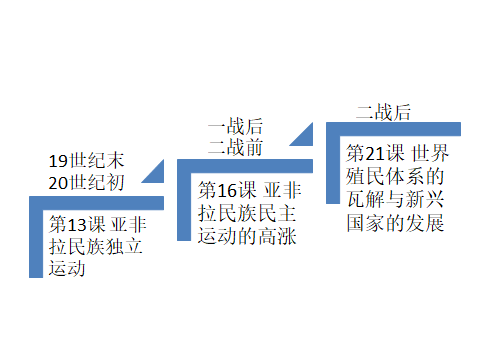 19世纪末
20世纪初
第13课 亚非
拉民族独立
运动
一战后
二战前
第16课 亚非
拉民族民主
运动的高涨
二战后
第21课 世界
殖民体系的
瓦解与新兴
国家的发展